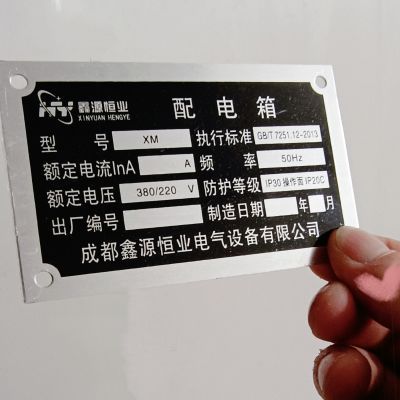 XY 鑫源恒业 配电箱
XINYUAN HENGYE
型号 XM 执行标准 GB/T 7251.12-2013
额定电流InA A 频率 50Hz
额定电压 380/220 V 防护等级 IP30 操作面 IP20C
出厂编号 制造日期 年 月
成都鑫源恒业电气设备有限公司